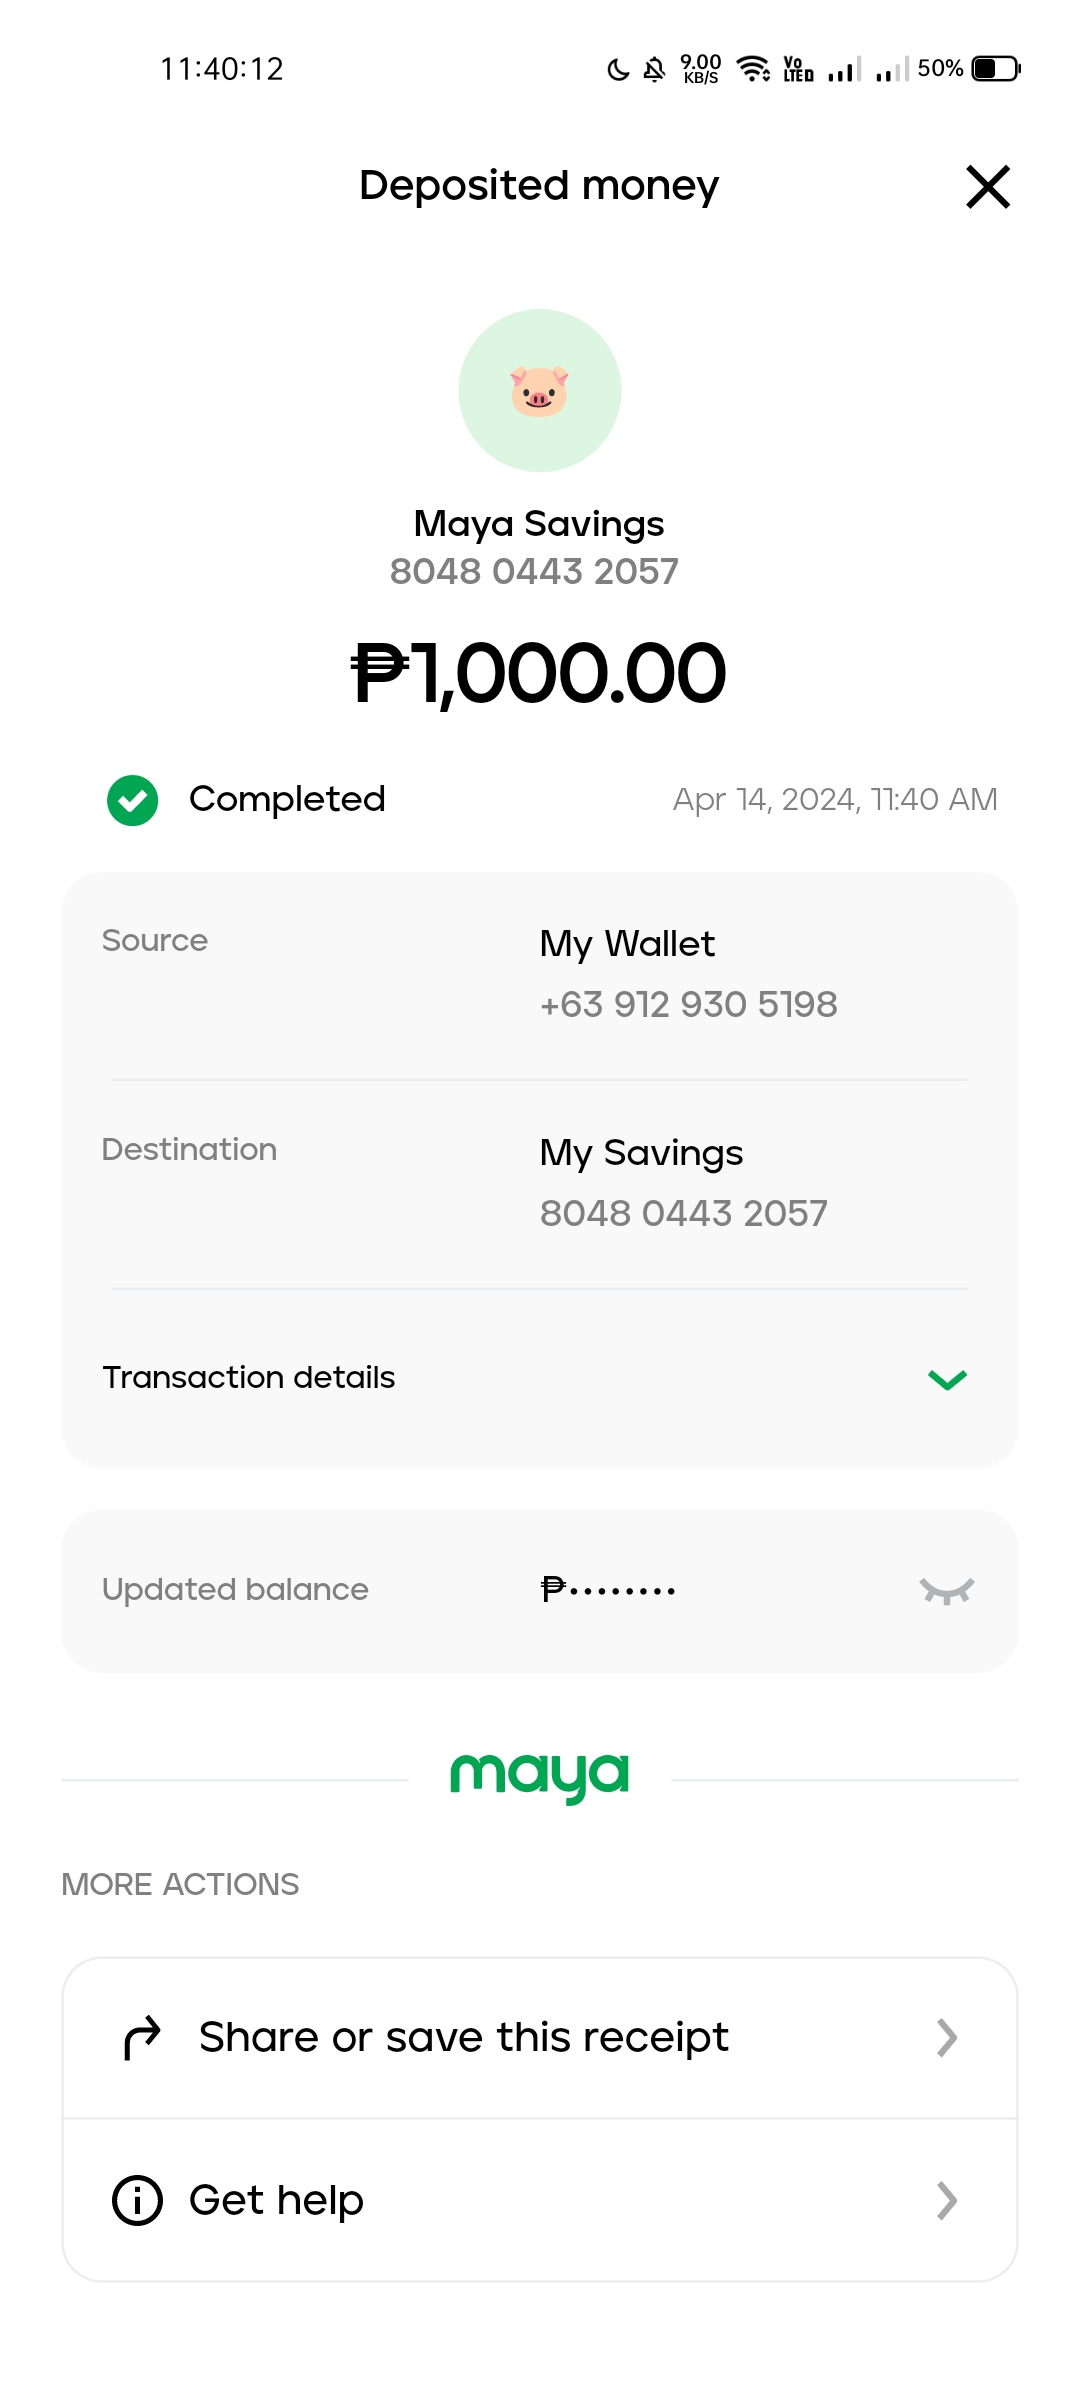 11:40:12 9.00 KB/S Vo LTED 50%
Deposited money
Maya Savings
8048 0443 2057
₱1,000.00
Completed Apr 14, 2024, 11:40 AM
Source My Wallet
+63 912 930 5198
Destination My Savings
8048 0443 2057
Transaction details
Updated balance ₱••••••••
maya
MORE ACTIONS
Share or save this receipt
Get help